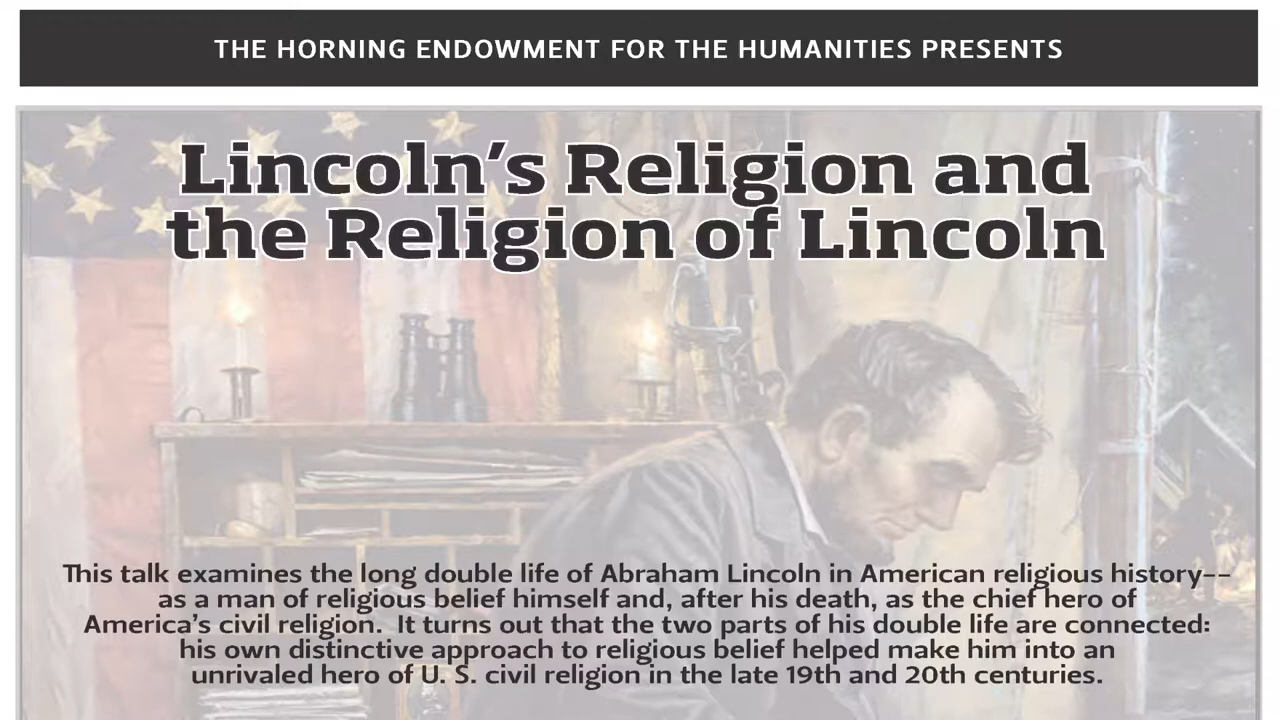 THE HORNING ENDOWMENT FOR THE HUMANITIES PRESENTS
Lincoln’s Religion and
the Religion of Lincoln
This talk examines the long double life of Abraham Lincoln in American religious history--
as a man of religious belief himself and, after his death, as the chief hero of
America’s civil religion.  It turns out that the two parts of his double life are connected:
his own distinctive approach to religious belief helped make him into an
unrivaled hero of U. S. civil religion in the late 19th and 20th centuries.